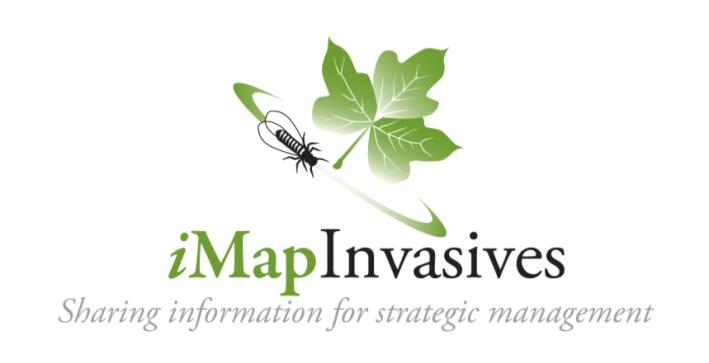 iMapInvasives
Sharing information for strategic management